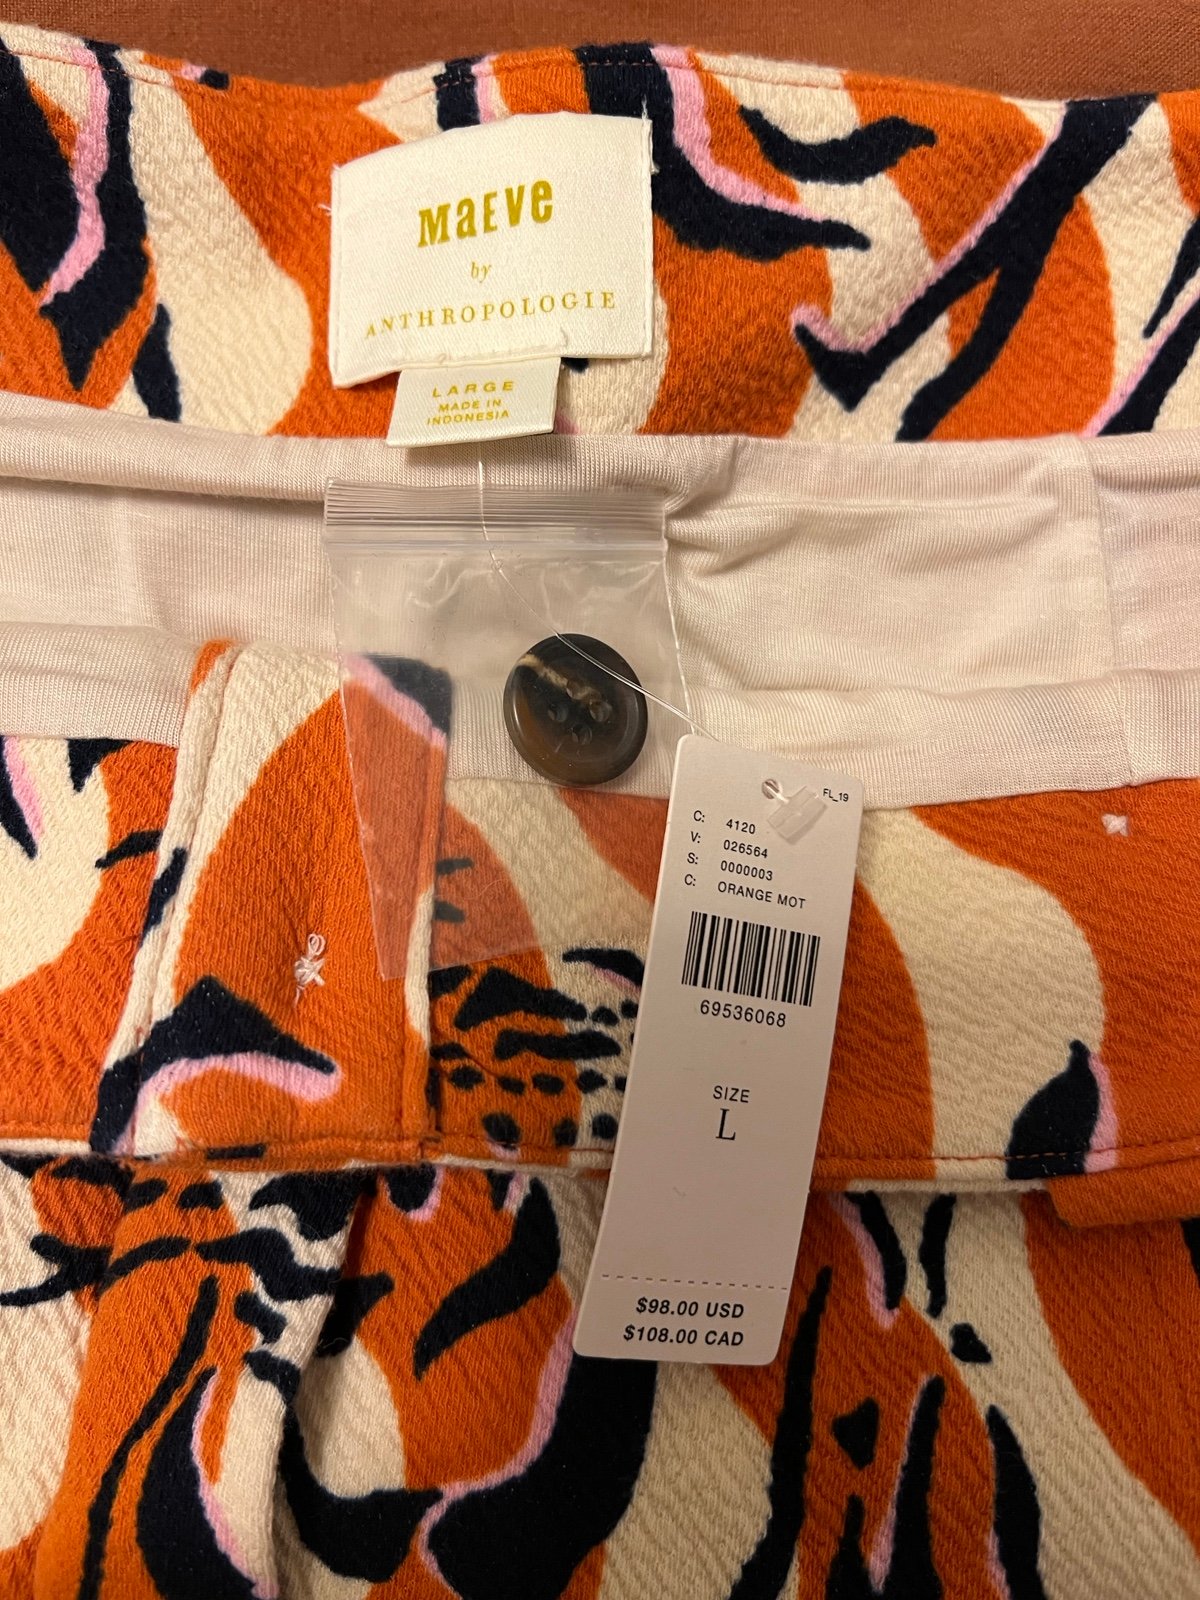 MaEVe
by
ANTHROPOLOGIE
LARGE
MADE IN
INDONESIA
FL_19
C: 4120
V: 026564
S: 0000003
C: ORANGE MOT
69536068
SIZE
L
$98.00 USD
$108.00 CAD